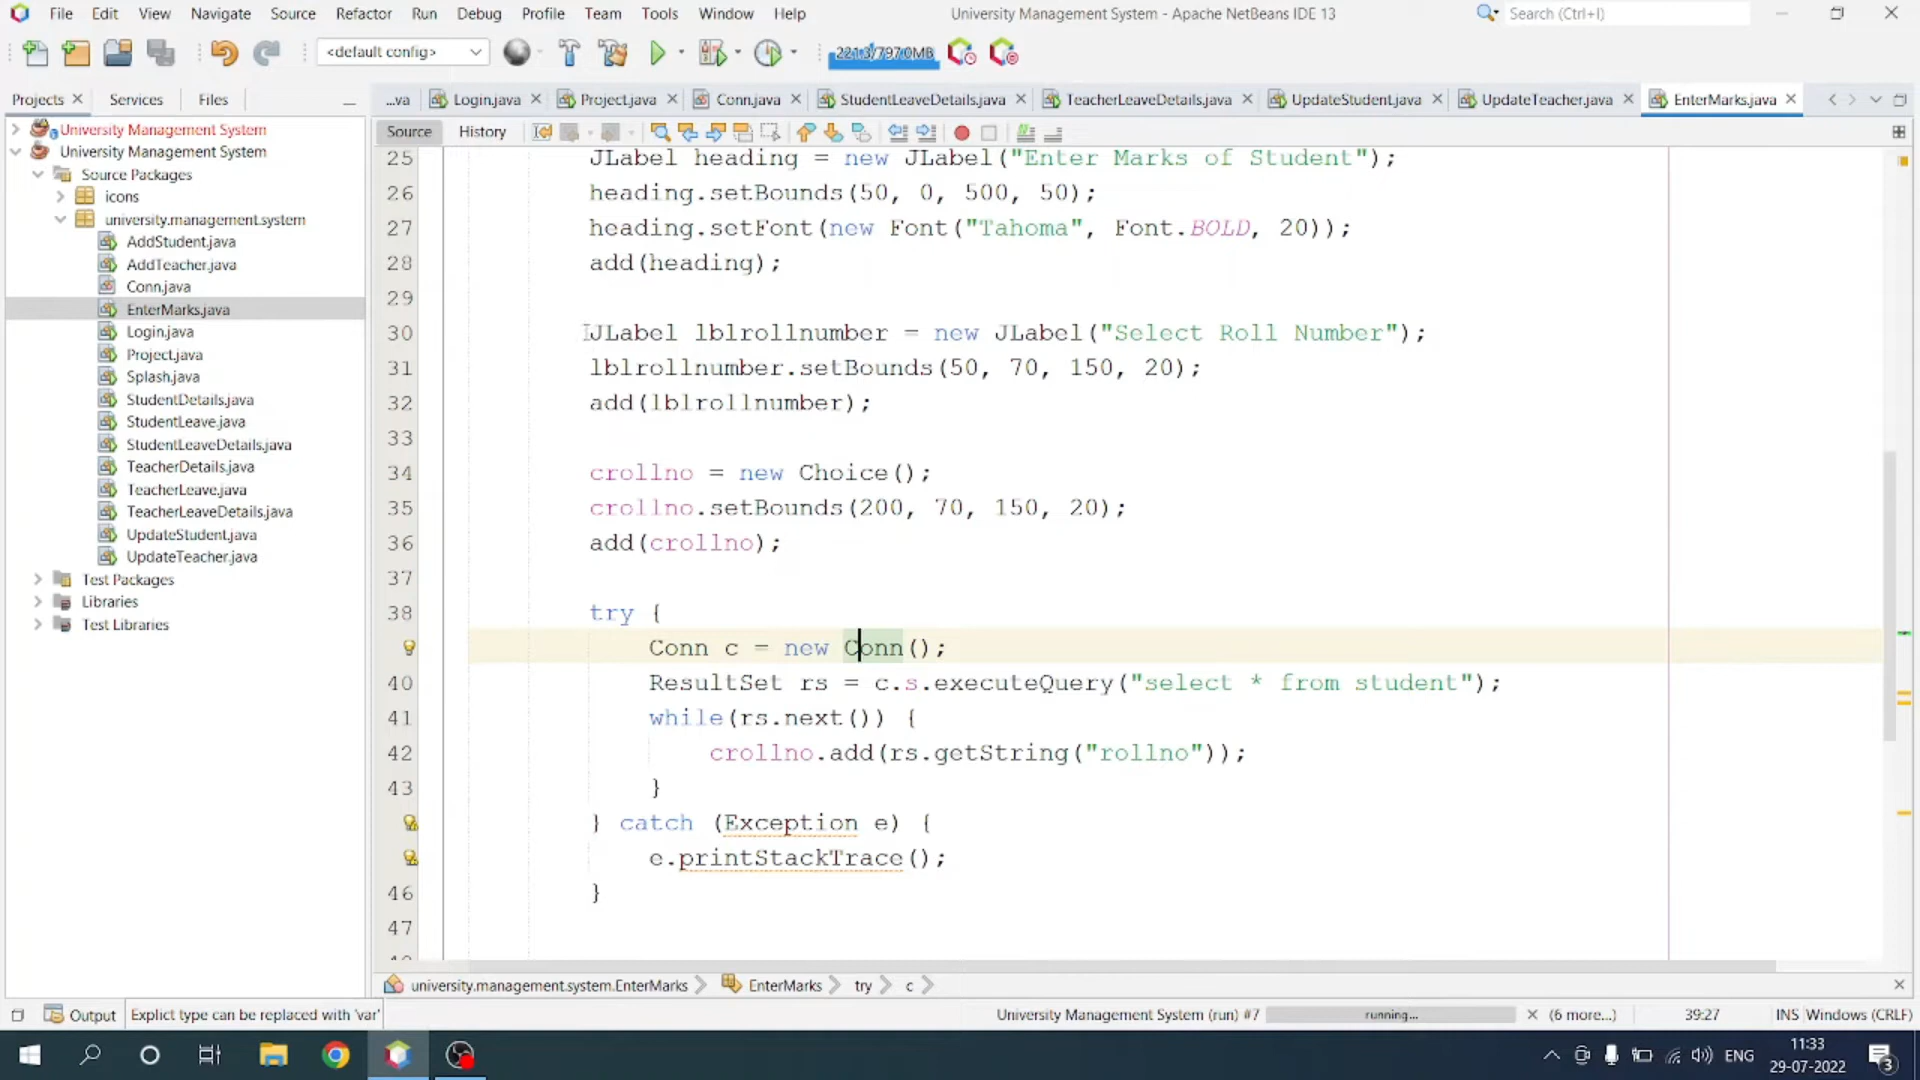 File Edit View Navigate Source Refactor Run Debug Profile Team Tools Window Help University Management System - Apache NetBeans IDE 13 Search (Ctrl+I)
<default config> 221.3/797.0MB
Projects Services Files ...va Login.java Project.java Conn.java StudentLeaveDetails.java TeacherLeaveDetails.java UpdateStudent.java UpdateTeacher.java EnterMarks.java
Source History
University Management System
University Management System
Source Packages
icons
university.management.system
AddStudent.java
AddTeacher.java
Conn.java
EnterMarks.java
Login.java
Project.java
Splash.java
StudentDetails.java
StudentLeave.java
StudentLeaveDetails.java
TeacherDetails.java
TeacherLeave.java
TeacherLeaveDetails.java
UpdateStudent.java
UpdateTeacher.java
Test Packages
Libraries
Test Libraries
25 JLabel heading = new JLabel("Enter Marks of Student");
26 heading.setBounds(50, 0, 500, 50);
27 heading.setFont(new Font("Tahoma", Font.BOLD, 20));
28 add(heading);
29
30 JLabel lblrollnumber = new JLabel("Select Roll Number");
31 lblrollnumber.setBounds(50, 70, 150, 20);
32 add(lblrollnumber);
33
34 crollno = new Choice();
35 crollno.setBounds(200, 70, 150, 20);
36 add(crollno);
37
38 try {
Conn c = new Conn();
40 ResultSet rs = c.s.executeQuery("select * from student");
41 while(rs.next()) {
42 crollno.add(rs.getString("rollno"));
43 }
} catch (Exception e) {
e.printStackTrace();
46 }
47
university.management.system.EnterMarks EnterMarks try c
Output Explict type can be replaced with 'var' University Management System (run) #7 running... (6 more...) 39:27 INS Windows (CRLF)
ENG 11:33
29-07-2022 3